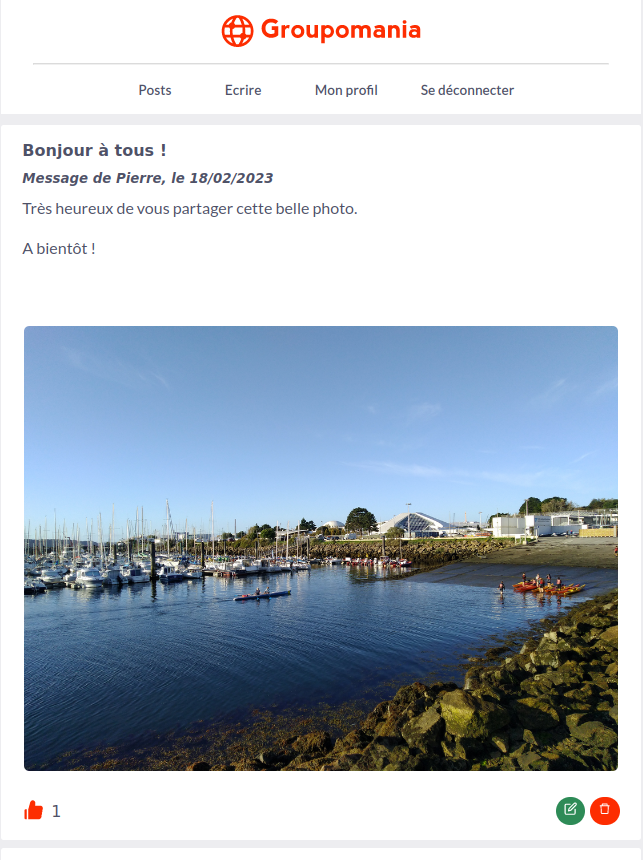 Groupomania
Posts Ecrire Mon profil Se déconnecter
Bonjour à tous !
Message de Pierre, le 18/02/2023
Très heureux de vous partager cette belle photo.
A bientôt !
1